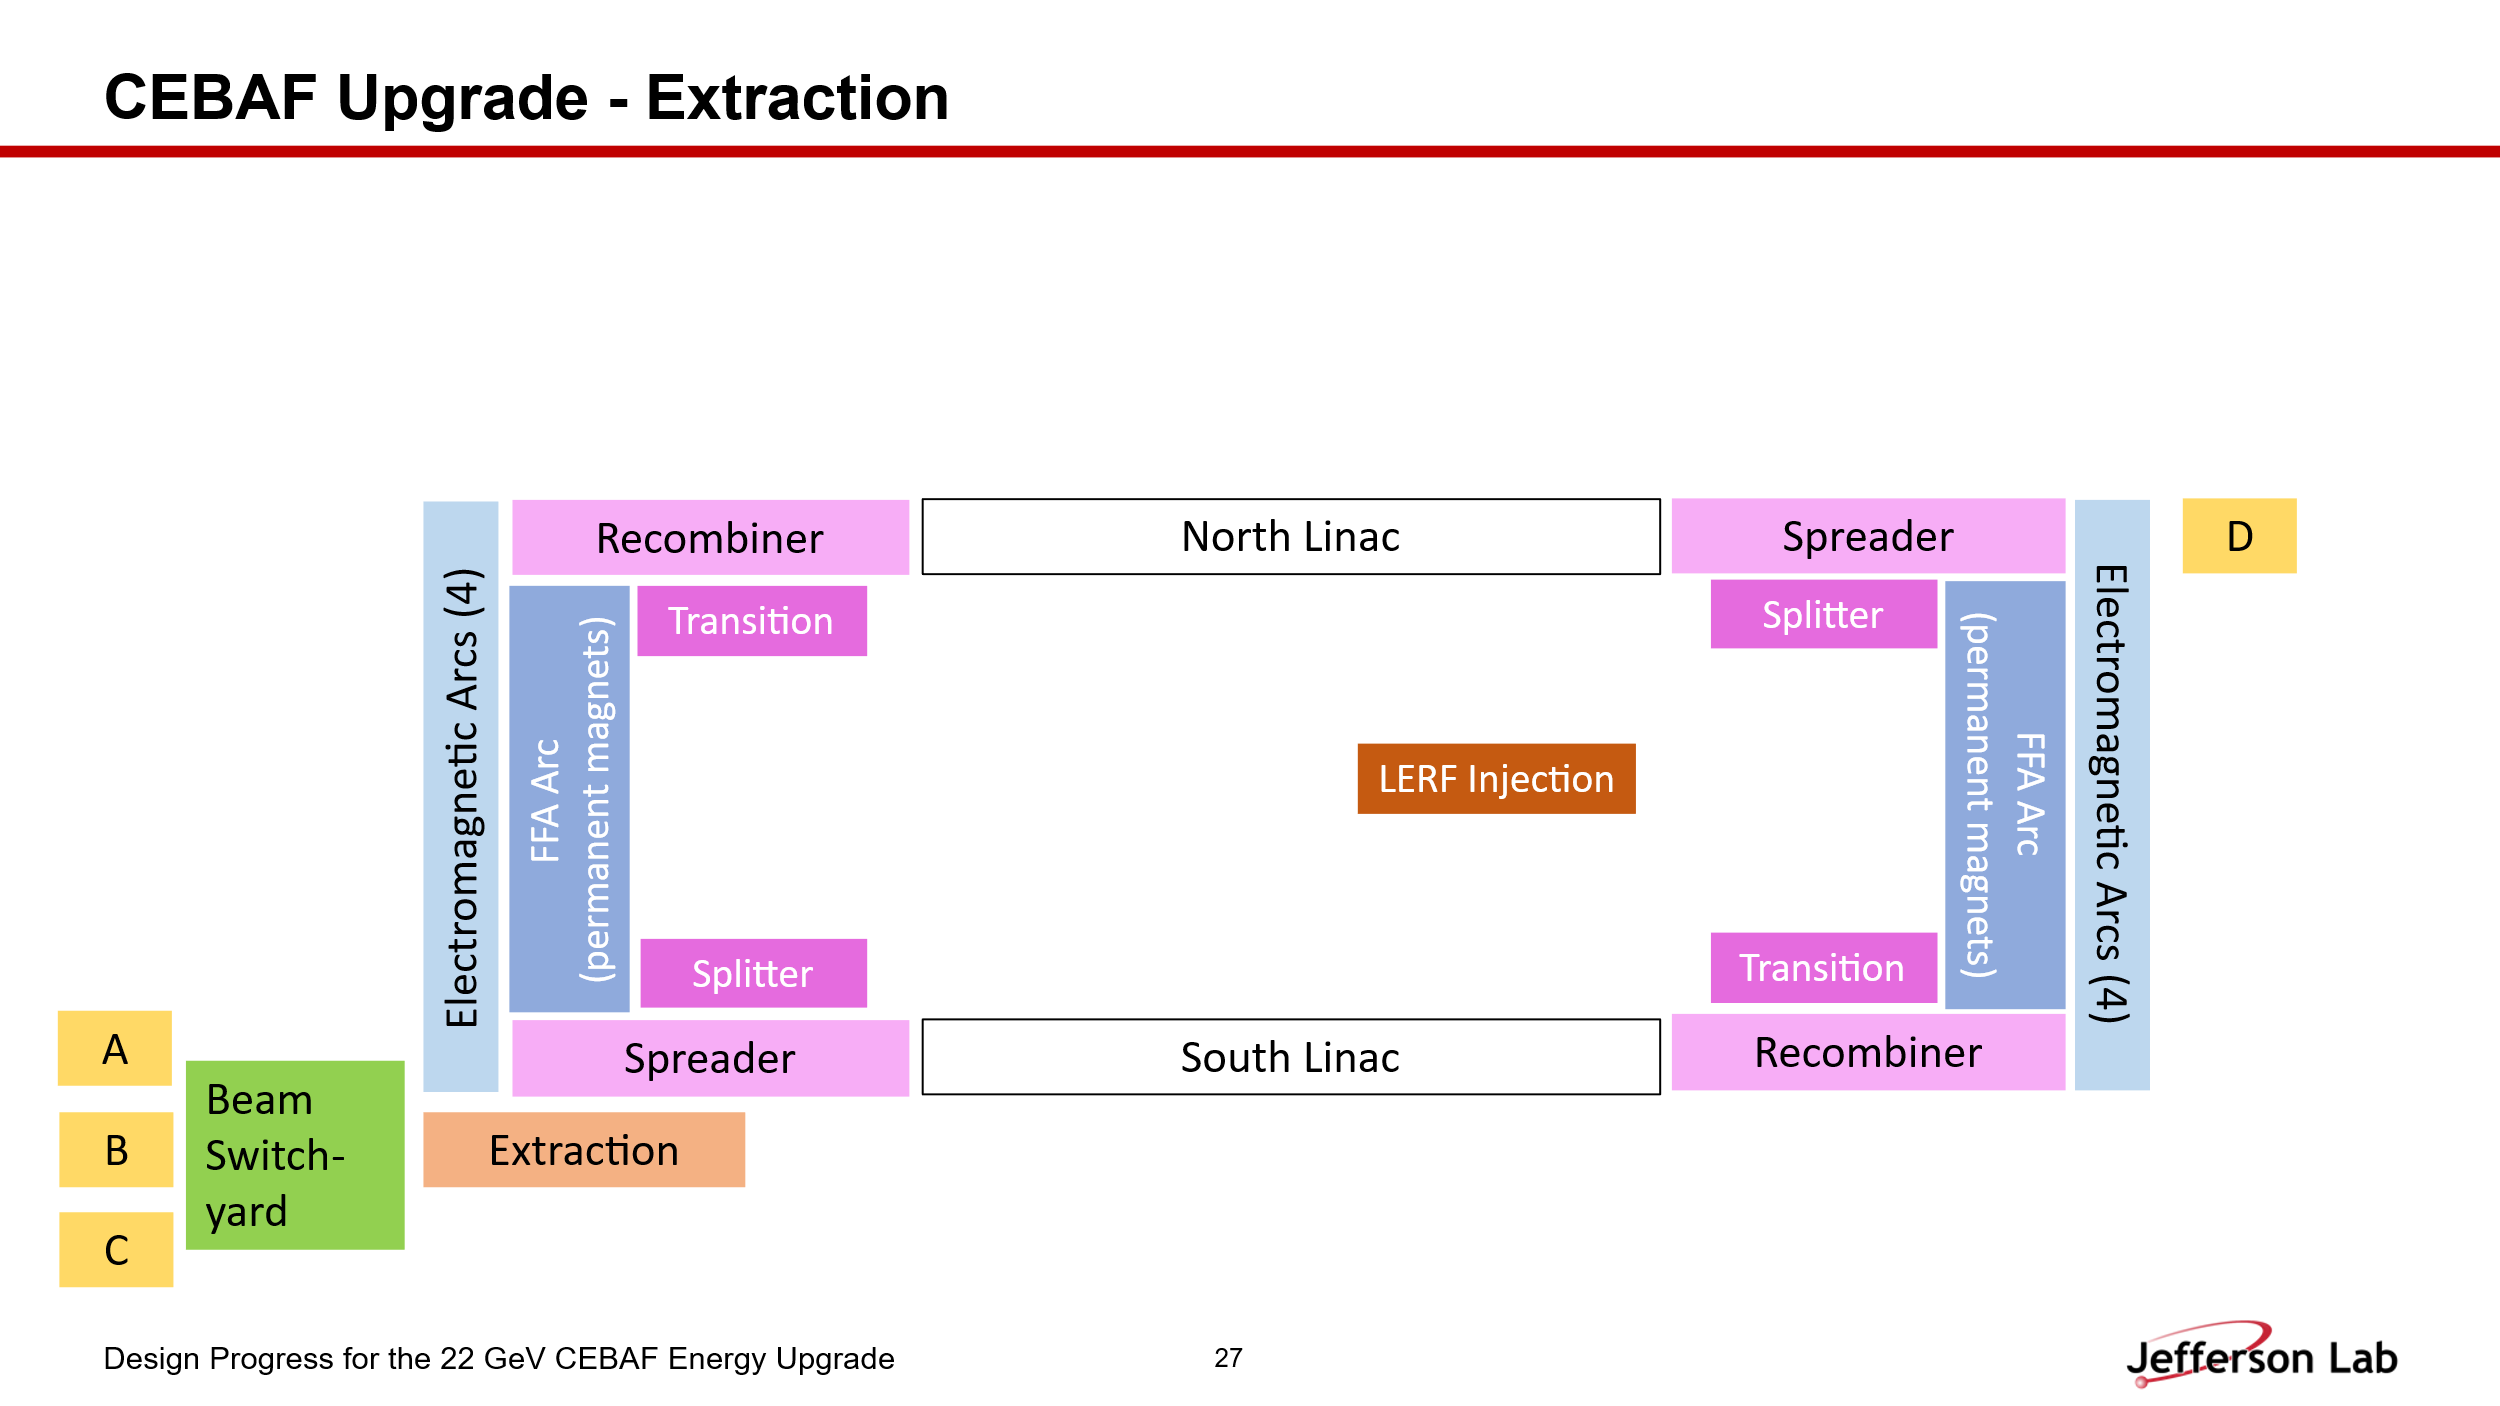 CEBAF Upgrade - Extraction
Recombiner
North Linac
Spreader
D
Electromagnetic Arcs (4)
FFA Arc
(permanent magnets)
Transition
Splitter
LERF Injection
FFA Arc
(permanent magnets)
Electromagnetic Arcs (4)
Splitter
Transition
Spreader
South Linac
Recombiner
A
B
C
Beam
Switch-
yard
Extraction
Design Progress for the 22 GeV CEBAF Energy Upgrade
27
Jefferson Lab